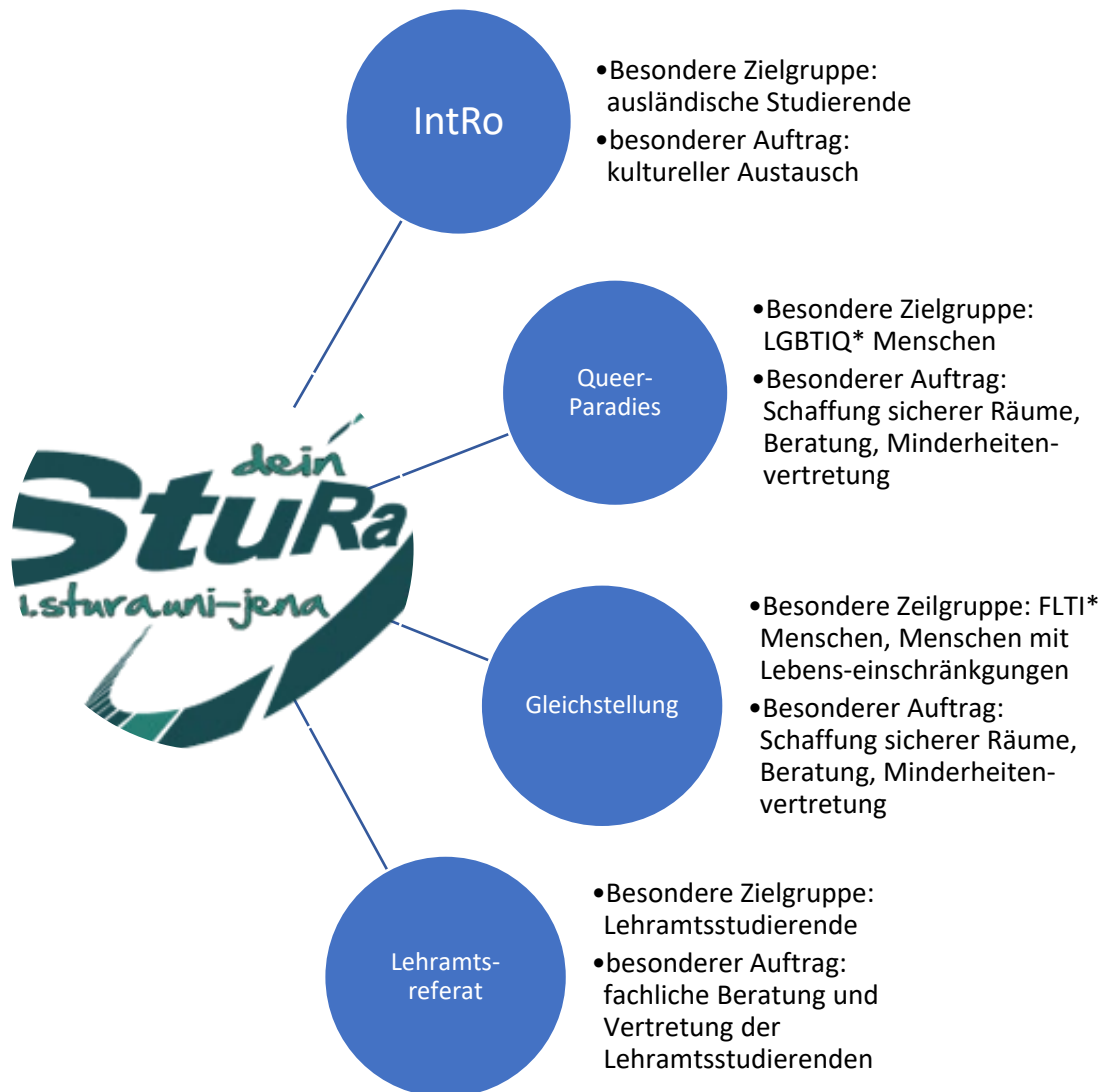 IntRo
•Besondere Zielgruppe:
ausländische Studierende
•besonderer Auftrag:
kultureller Austausch
Queer-
Paradies
•Besondere Zielgruppe:
LGBTIQ* Menschen
•Besonderer Auftrag:
Schaffung sicherer Räume,
Beratung, Minderheiten-
vertretung
dein
StuRa
.stura.uni-jena
Gleichstellung
•Besondere Zeilgruppe: FLTI*
Menschen, Menschen mit
Lebens-einschränkgungen
•Besonderer Auftrag:
Schaffung sicherer Räume,
Beratung, Minderheiten-
vertretung
Lehramts-
referat
•Besondere Zielgruppe:
Lehramtsstudierende
•besonderer Auftrag:
fachliche Beratung und
Vertretung der
Lehramtsstudierenden